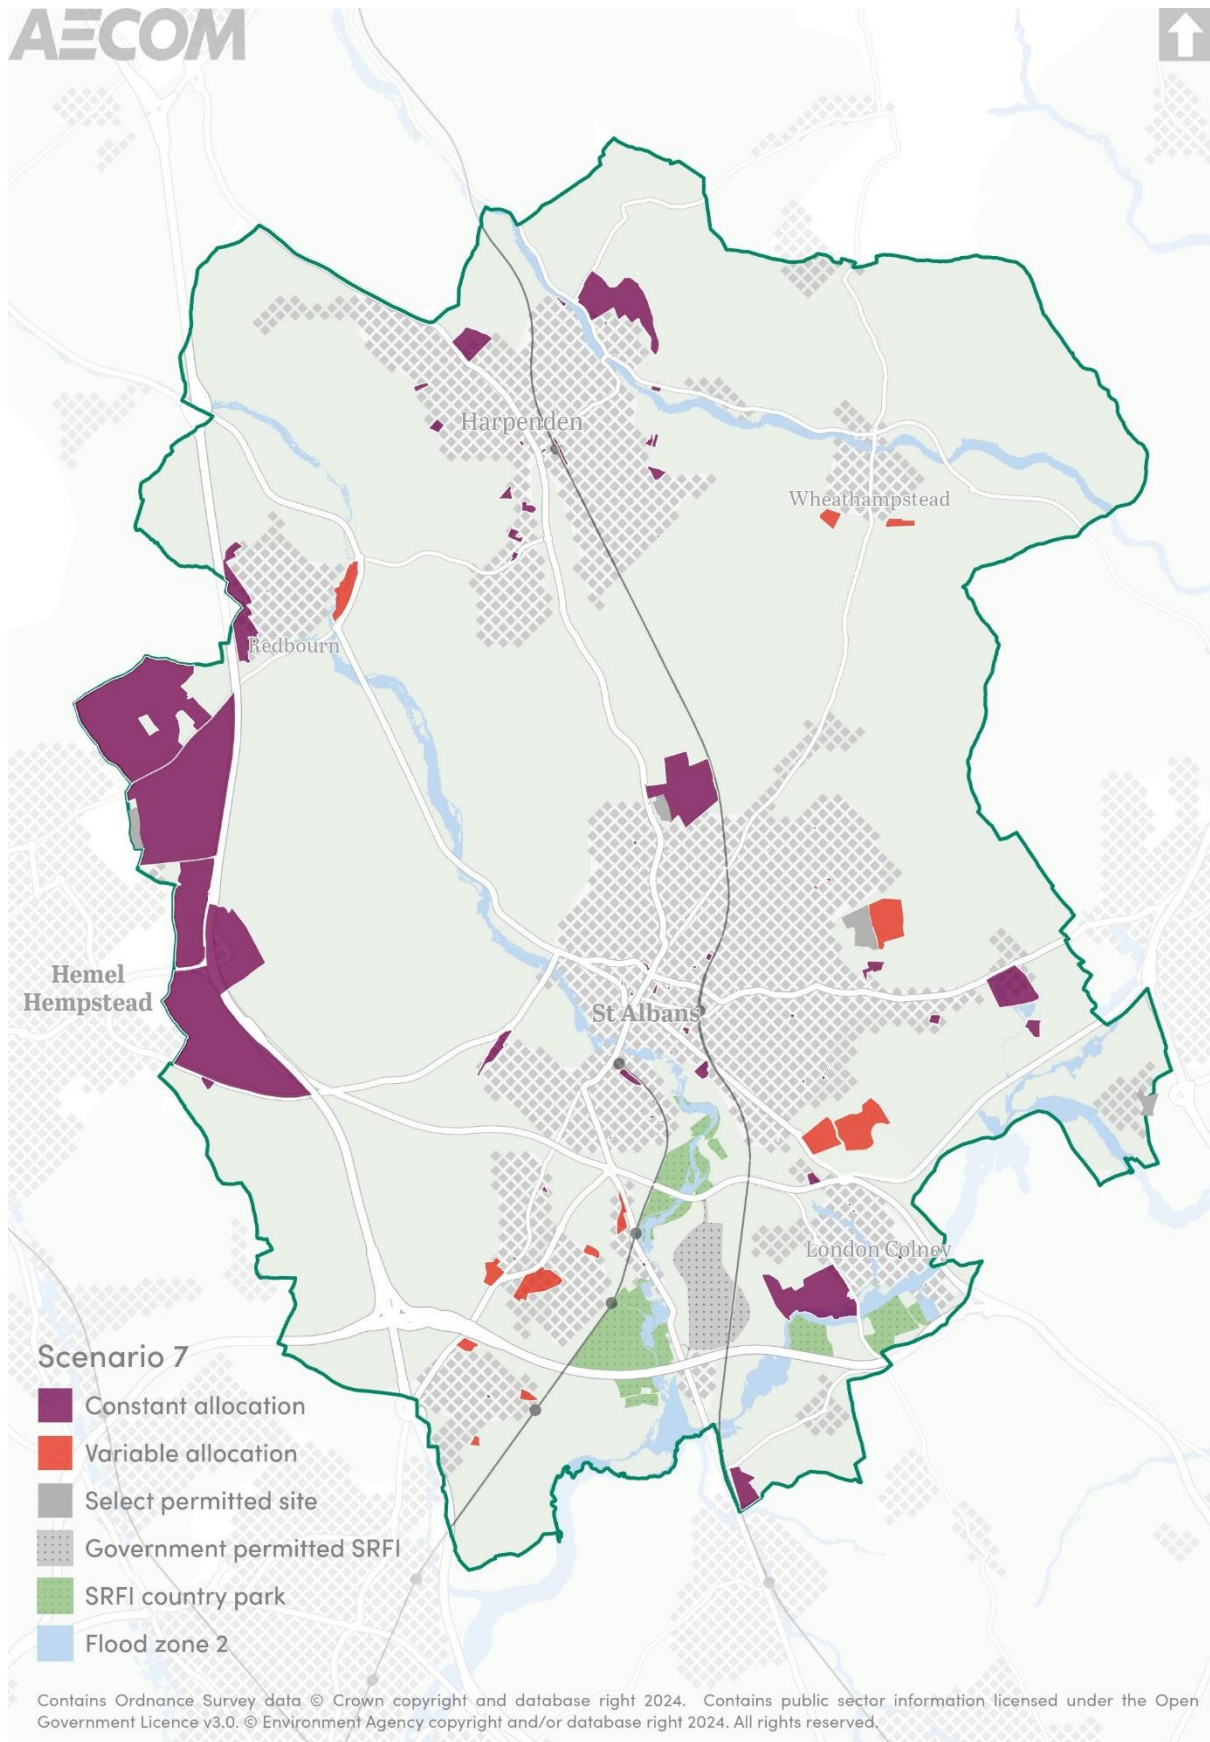 AECOM
Harpenden
Wheathampstead
Redbourn
Hemel
Hempstead
St Albans
London Colney
Scenario 7
Constant allocation
Variable allocation
Select permitted site
Government permitted SRFI
SRFI country park
Flood zone 2
Contains Ordnance Survey data © Crown copyright and database right 2024. Contains public sector information licensed under the Open
Government Licence v3.0. © Environment Agency copyright and/or database right 2024. All rights reserved.